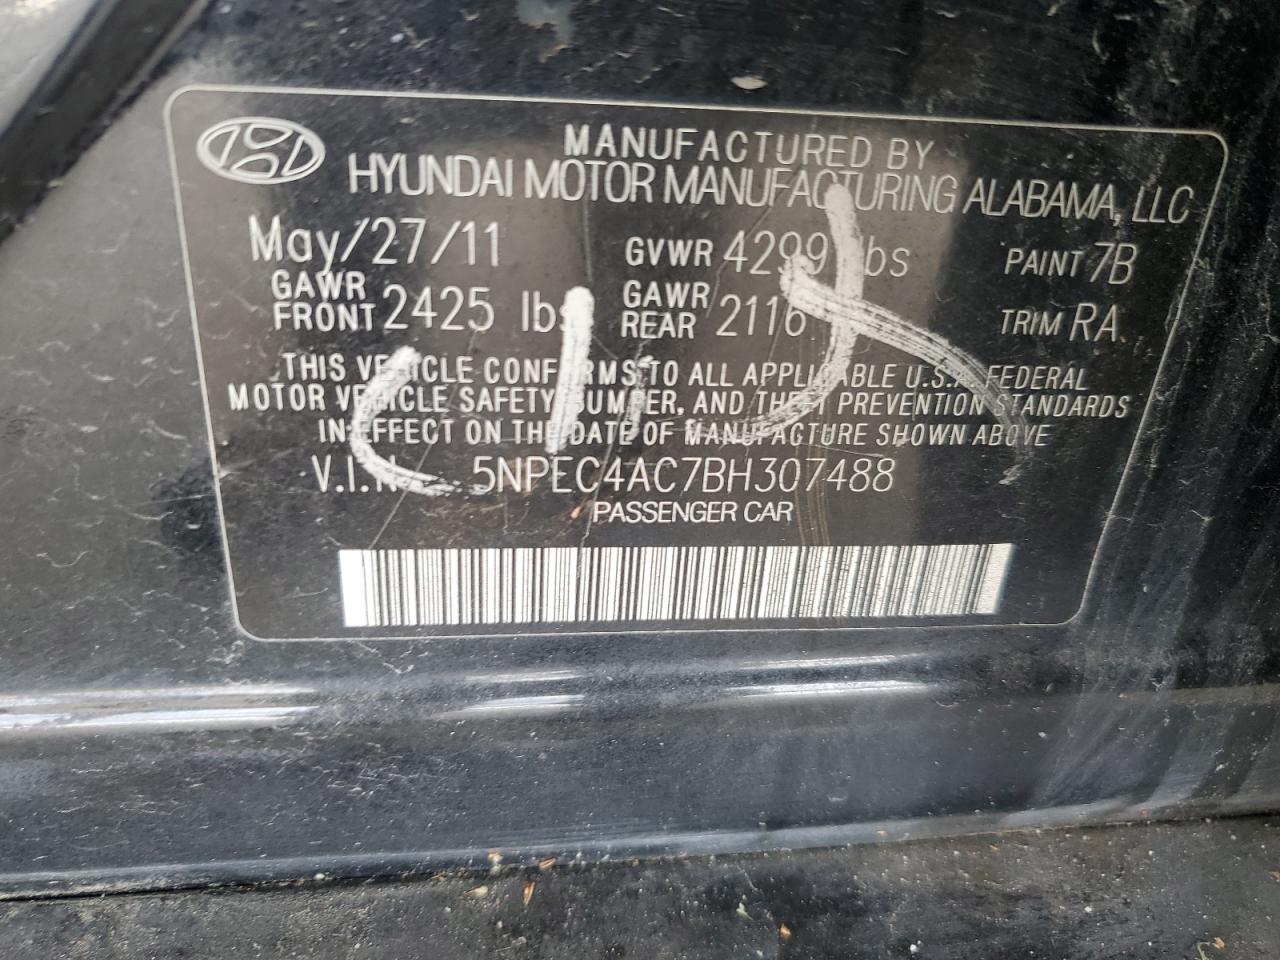 MANUFACTURED BY
HYUNDAI MOTOR MANUFACTURING ALABAMA, LLC
May/27/11 GVWR 4299 lbs PAINT 7B
GAWR FRONT 2425 lbs GAWR REAR 2116 TRIM RA
THIS VEHICLE CONFORMS TO ALL APPLICABLE U.S.A. FEDERAL
MOTOR VEHICLE SAFETY, BUMPER, AND THEFT PREVENTION STANDARDS
IN EFFECT ON THE DATE OF MANUFACTURE SHOWN ABOVE
V.I.N 5NPEC4AC7BH307488
PASSENGER CAR